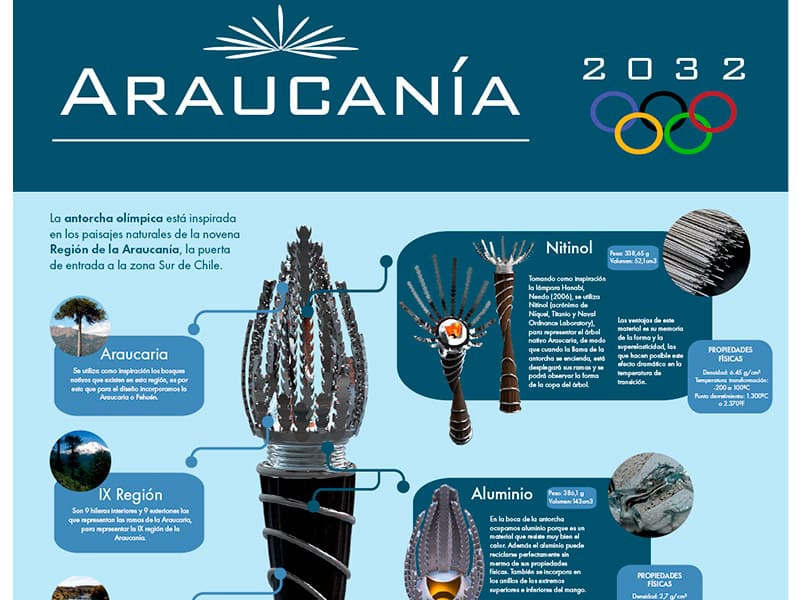 ARAUCANÍA
2032
La antorcha olímpica está inspirada
en los paisajes naturales de la novena
Región de la Araucanía, la puerta
de entrada a la zona Sur de Chile.
Araucaria
Se utiliza como inspiración los bosques
nativos que existen en esta región, es por
esto que para el diseño incorporamos la
Araucaria o Pehuén.
IX Región
Son 9 hileras interiores y 9 exteriores las
que representan las ramas de la Araucaria,
para representar la IX región de la
Araucanía.
Nitinol
Peso: 338,65 g
Volumen: 52,1cm3
Tomando como inspiración
la lámpara Hanabi,
Nendo (2006), se utiliza
Nitinol (acrónimo de
Níquel, Titanio y Naval
Ordnance Laboratory),
para representar el árbol
nativo Araucaria, de modo
que cuando la llama de la
antorcha se encienda, está
desplegará sus ramas y se
podrá observar la forma
de la copa del árbol.
Las ventajas de este
material es su memoria
de la forma y la
superelasticidad, las
que hacen posible este
efecto dramático en la
temperatura de
transición.
PROPIEDADES
FÍSICAS
Densidad: 6.45 g/cm³
Temperatura transformación:
-200 a 100ºC
Punto derretimiento: 1.300ºC
o 2.370ºF
Aluminio
Peso: 386,1 g
Volumen: 143cm3
En la boca de la antorcha
ocupamos aluminio porque es un
material que resiste muy bien el
calor. Además el aluminio puede
reciclarse perfectamente sin
merma de sus propiedades
físicas. También se incorpora en
los anillos de los extremos
superiores e inferiores del mango.
PROPIEDADES
FÍSICAS
Densidad: 2,7 g/cm³